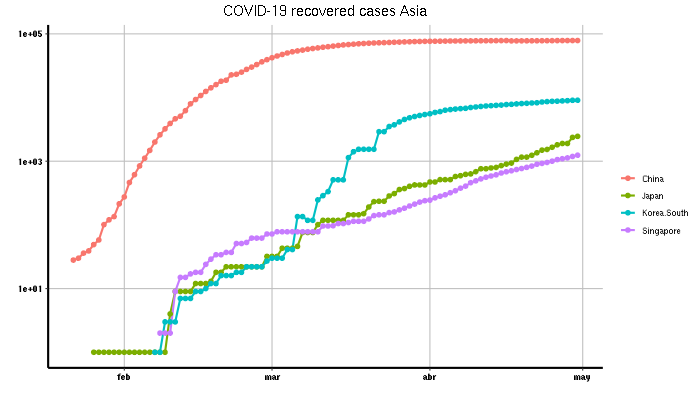 COVID-19 recovered cases Asia
1e+05
1e+03
1e+01
feb
mar
abr
may
China
Japan
Korea.South
Singapore